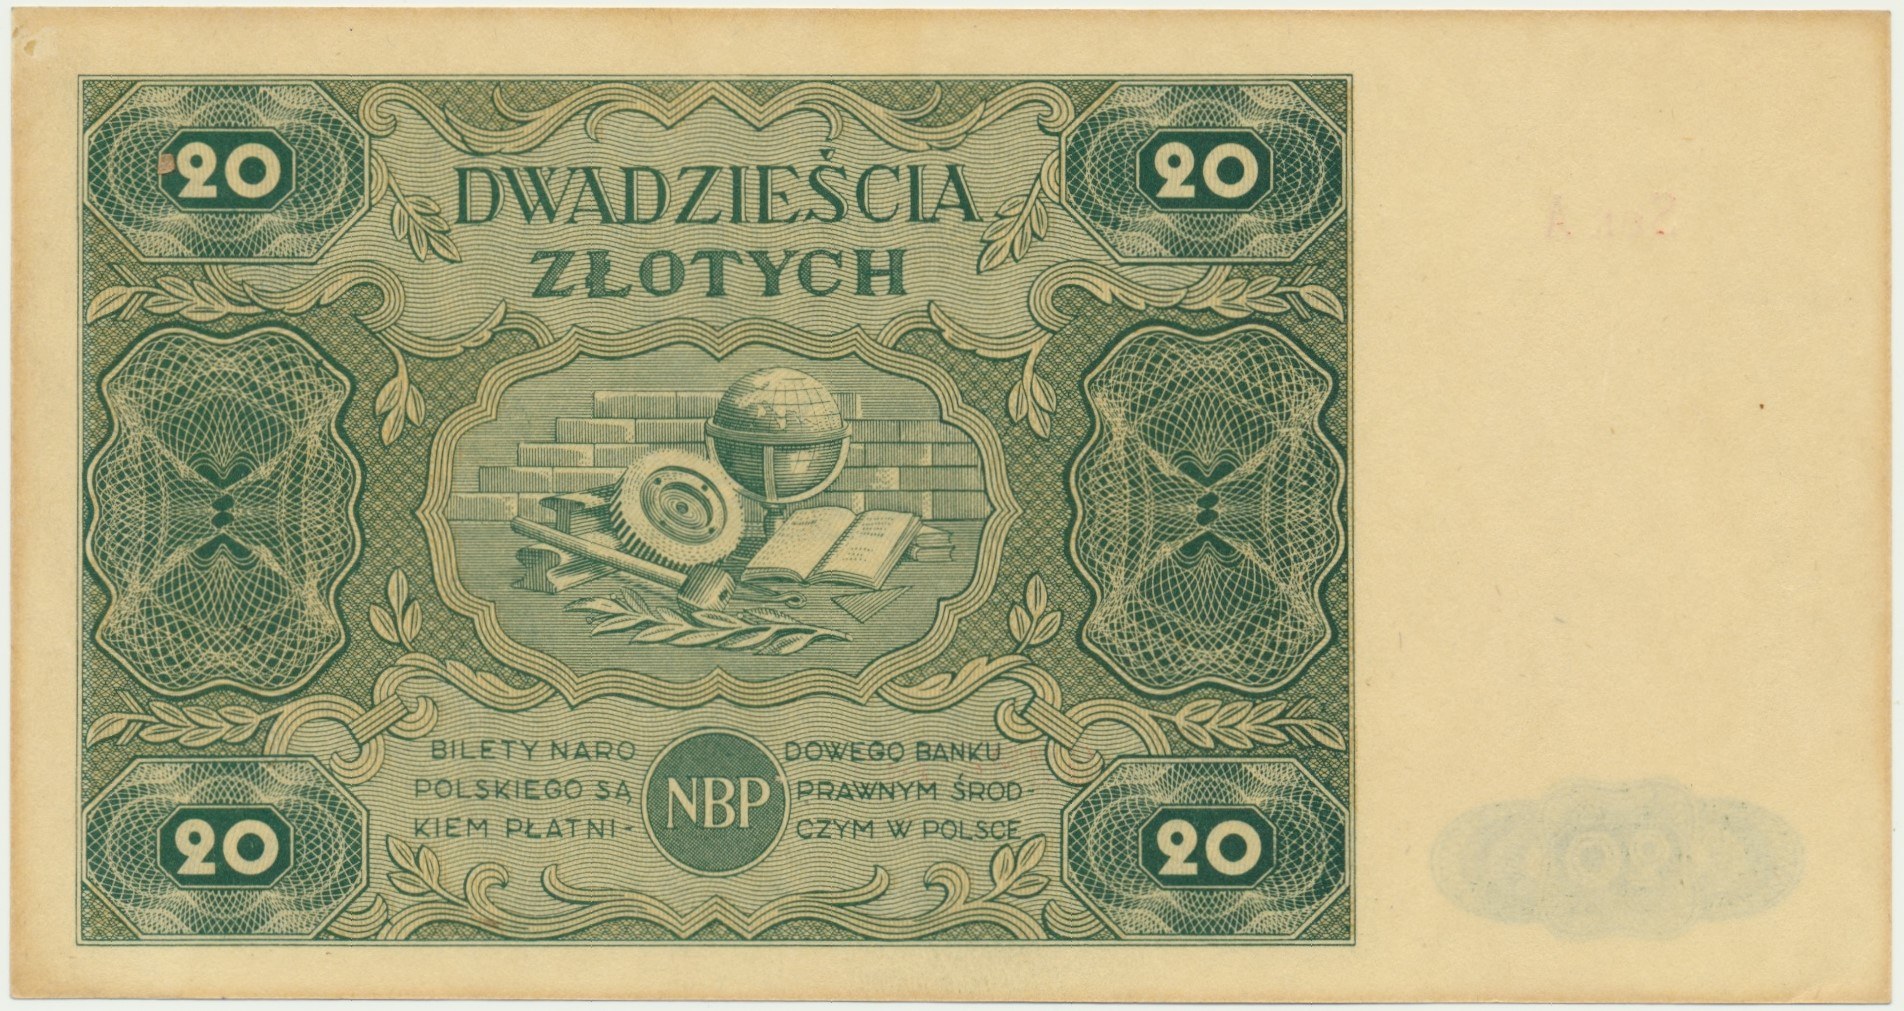 20 20
DWADZIEŚCIA
ZŁOTYCH
BILETY NARO DOWEGO BANKU
POLSKIEGO SĄ NBP PRAWNYM ŚROD-
KIEM PŁATNI- CZYM W POLSCE
20 20